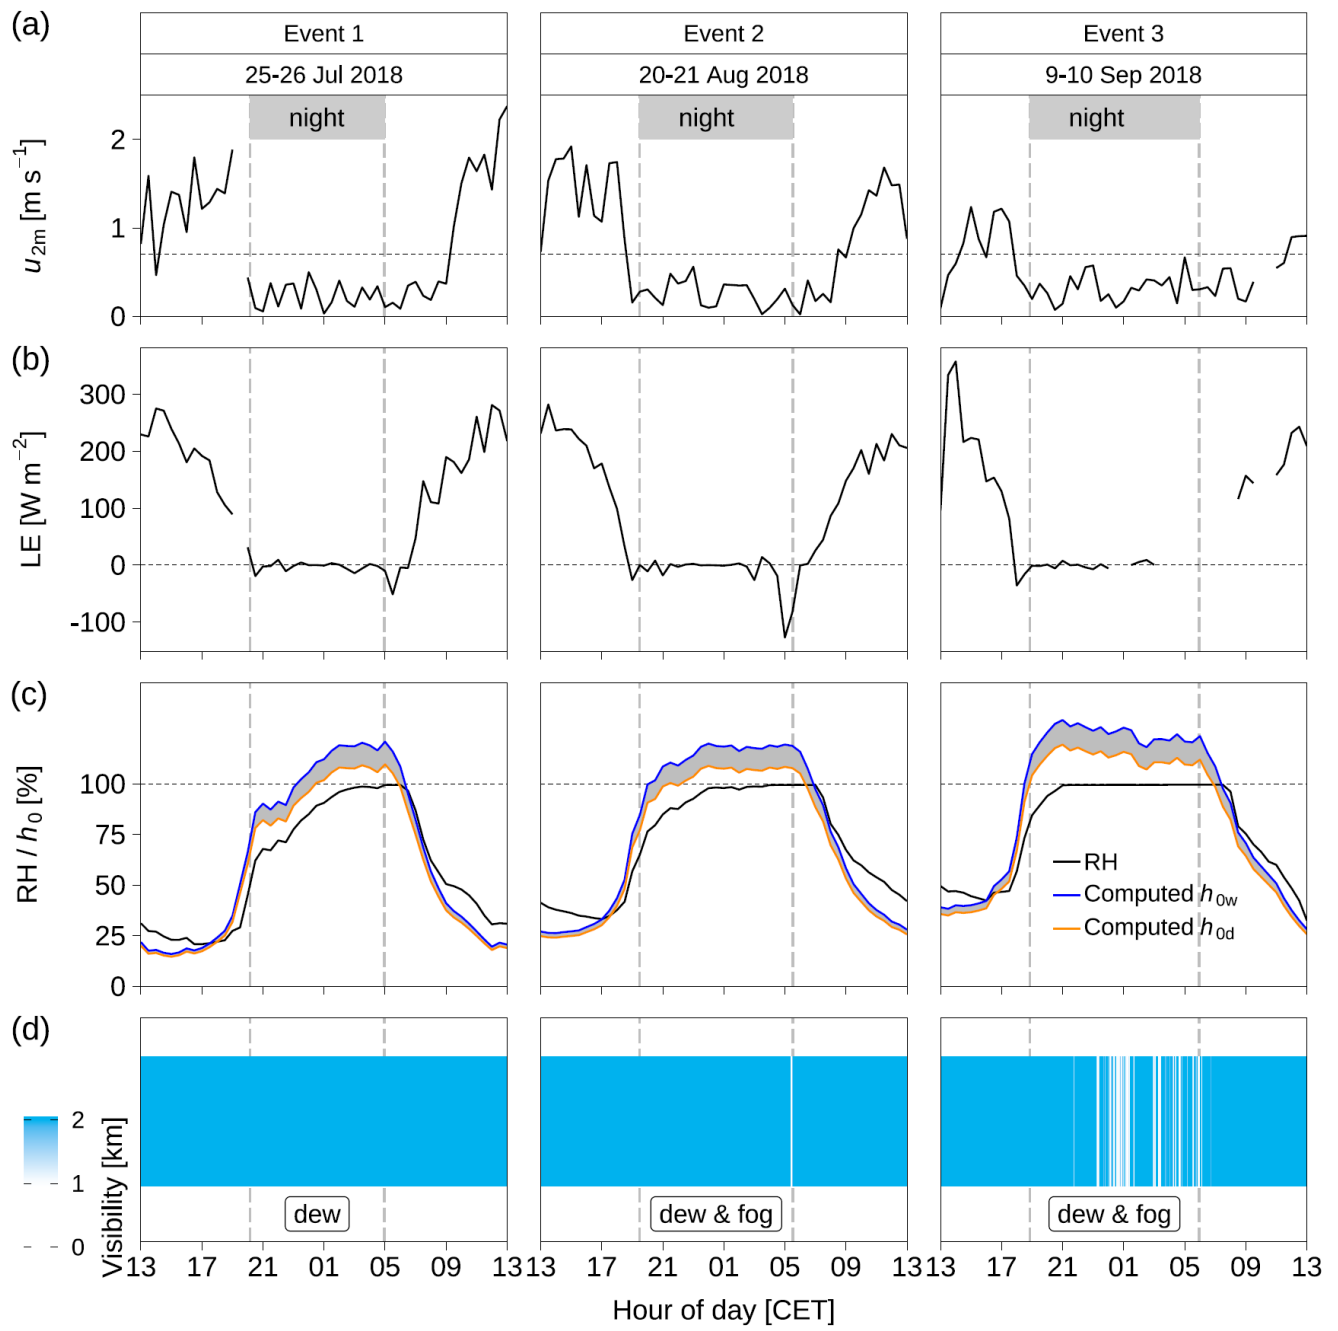 (a)
Event 1
Event 2
Event 3
25-26 Jul 2018
20-21 Aug 2018
9-10 Sep 2018
night
night
night
u2m [m s−1]
2
1
0
(b)
LE [W m−2]
300
200
100
0
-100
(c)
RH / h0 [%]
100
75
50
25
0
RH
Computed h0w
Computed h0d
(d)
Visibility [km]
2
1
0
dew
dew & fog
dew & fog
13 17 21 01 05 09 13
13 17 21 01 05 09 13
13 17 21 01 05 09 13
Hour of day [CET]